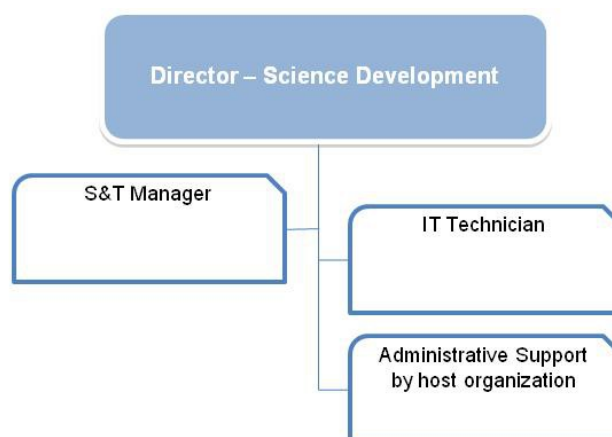 Director – Science Development
S&T Manager
IT Technician
Administrative Support
by host organization